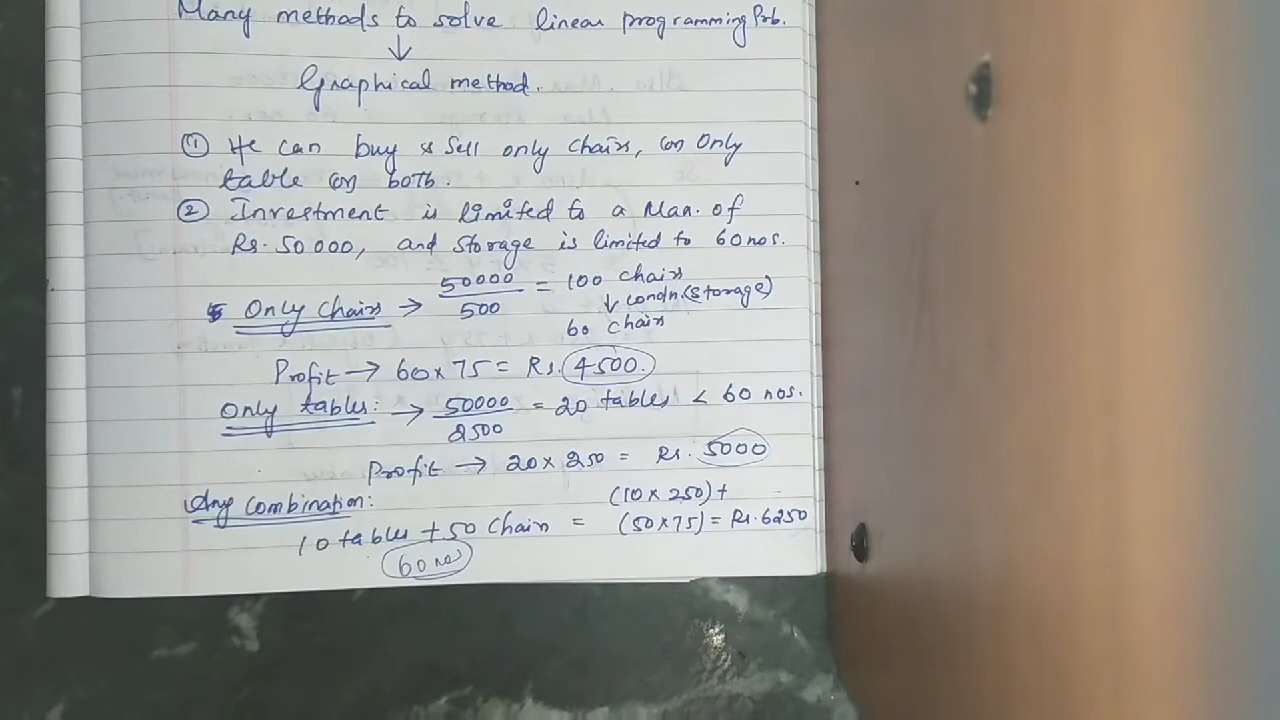 Many methods to solve linear programming Prb.
↓
Graphical method.
① He can buy & Sell only chairs, (or) Only
table (or) both.
② Investment is limited to a Max. of
Rs. 50000, and storage is limited to 60 nos.
Only Chairs → 50000/500 = 100 chairs
↓ condn. (storage)
60 chairs
Profit → 60 x 75 = Rs. 4500.
Only tables: → 50000/2500 = 20 tables < 60 nos.
Profit → 20 x 250 = Rs. 5000
Any Combination:
10 tables + 50 Chairs = (10 x 250) + (50 x 75) = Rs. 6250
60 nos